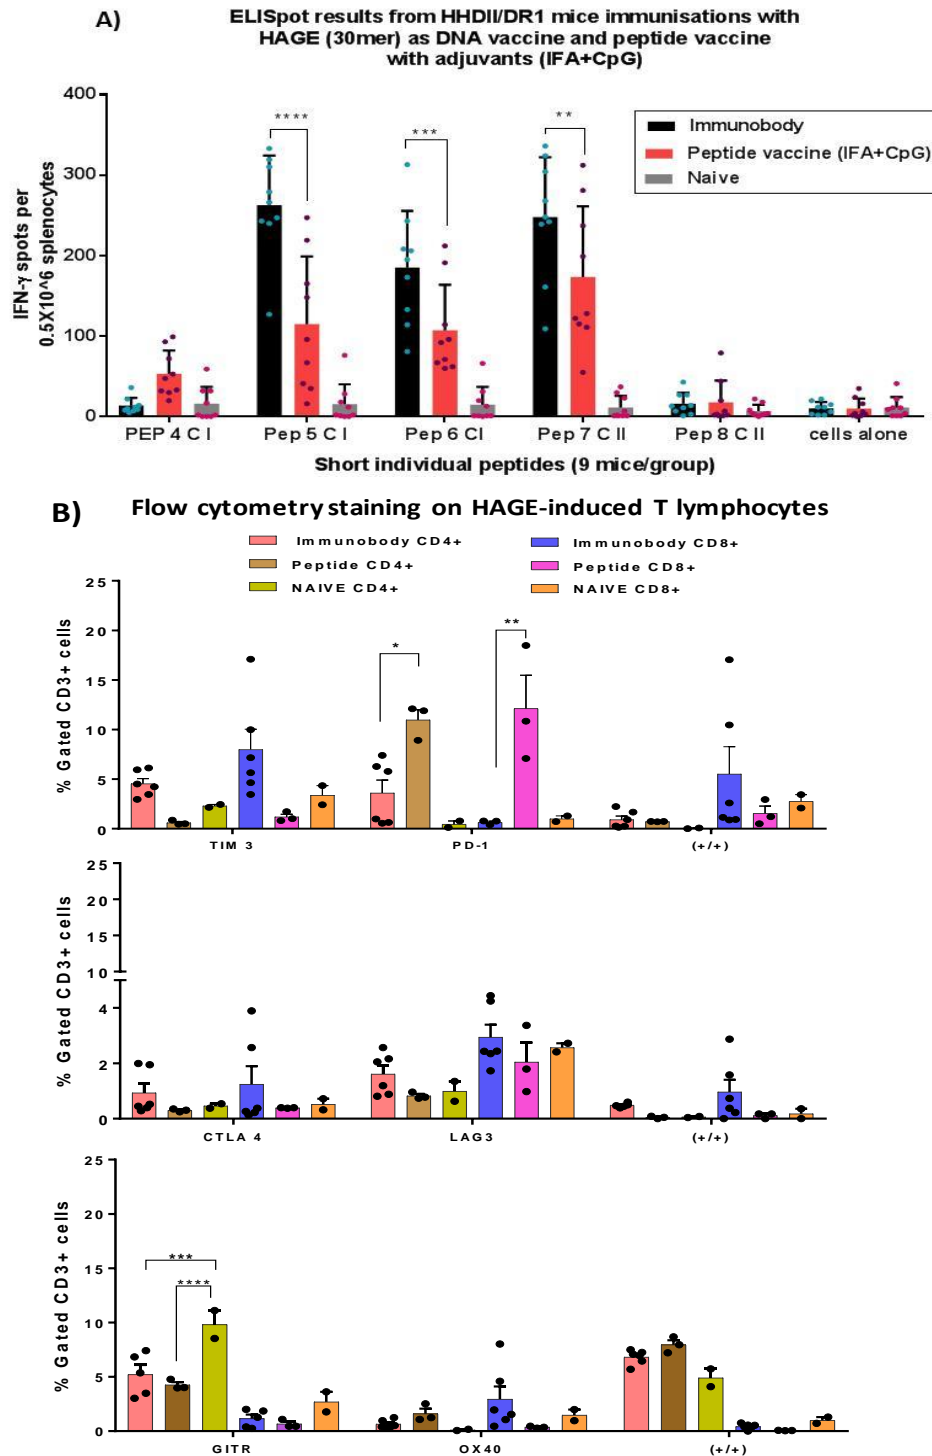 A)
ELISpot results from HHDII/DR1 mice immunisations with
HAGE (30mer) as DNA vaccine and peptide vaccine
with adjuvants (IFA+CpG)
IFN-γ spots per
0.5X10^6 splenocytes
400
300
200
100
0
**** *** **
Immunobody
Peptide vaccine (IFA+CpG)
Naive
PEP 4 C I Pep 5 C I Pep 6 CI Pep 7 C II Pep 8 C II cells alone
Short individual peptides (9 mice/group)
B) Flow cytometry staining on HAGE-induced T lymphocytes
Immunobody CD4+ Immunobody CD8+
Peptide CD4+ Peptide CD8+
NAIVE CD4+ NAIVE CD8+
% Gated CD3+ cells
25
20
15
10
5
0
* **
TIM 3 PD-1 (+/+)
% Gated CD3+ cells
25
20
15
10
4
2
0
CTLA 4 LAG3 (+/+)
% Gated CD3+ cells
25
20
15
10
5
0
***
****
GITR OX40 (+/+)